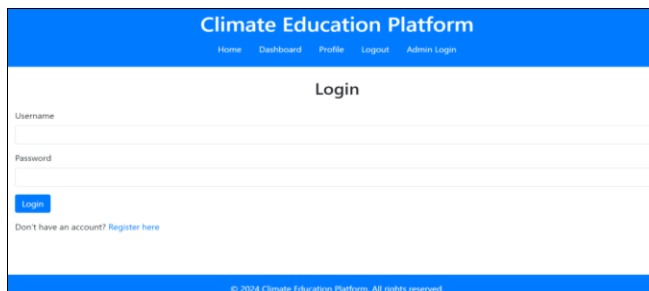 Climate Education Platform
Home Dashboard Profile Logout Admin Login
Login
Username
Password
Login
Don't have an account? Register here
© 2024 Climate Education Platform. All rights reserved.